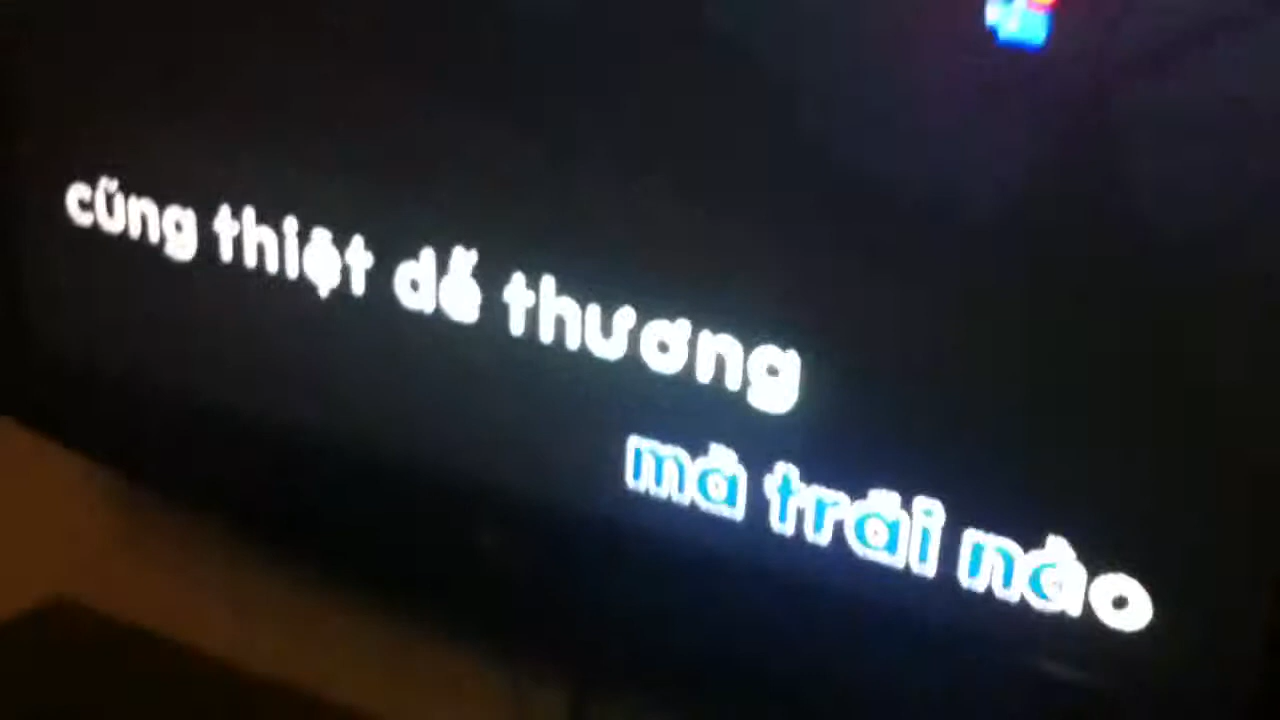 cũng thiệt dễ thương
mà trái nào